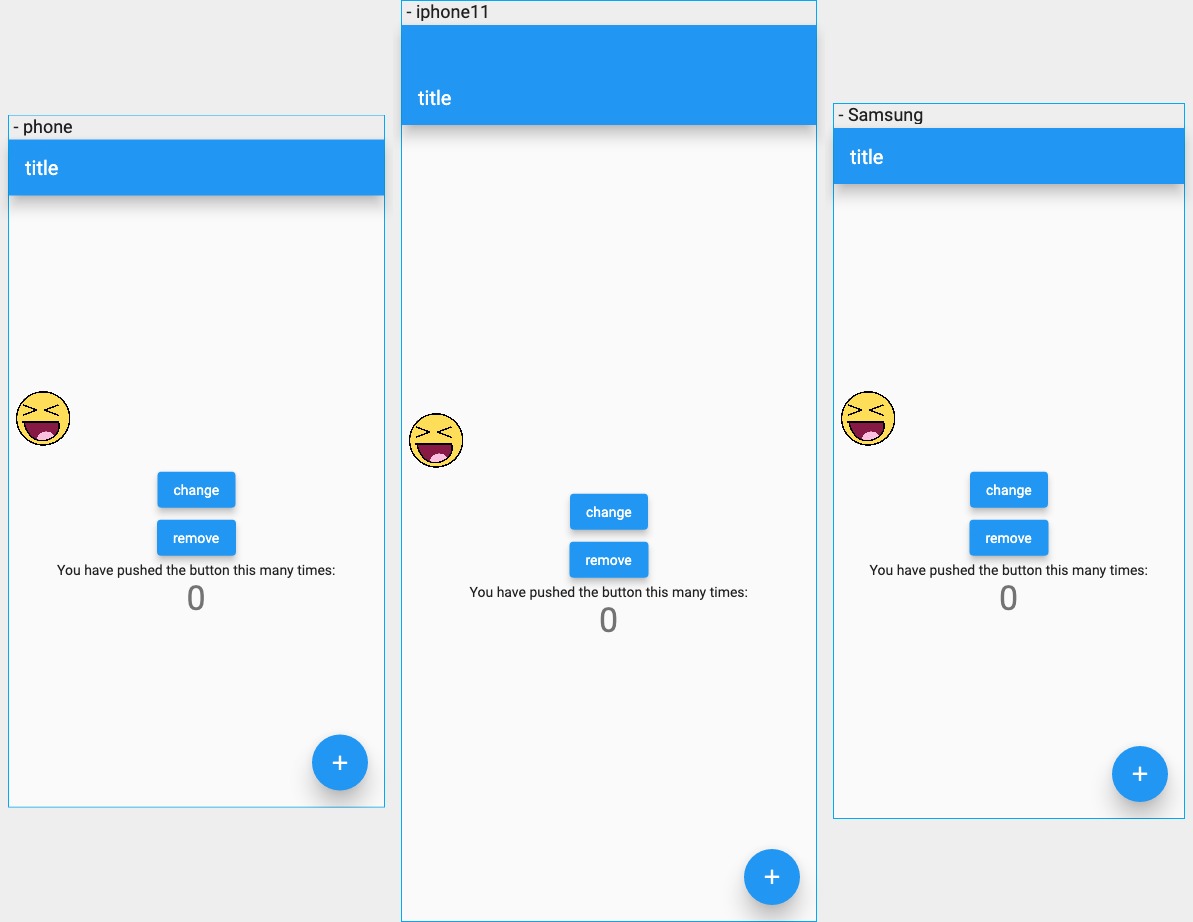 - phone
title
change
remove
You have pushed the button this many times:
0
+
- iphone11
title
change
remove
You have pushed the button this many times:
0
+
- Samsung
title
change
remove
You have pushed the button this many times:
0
+